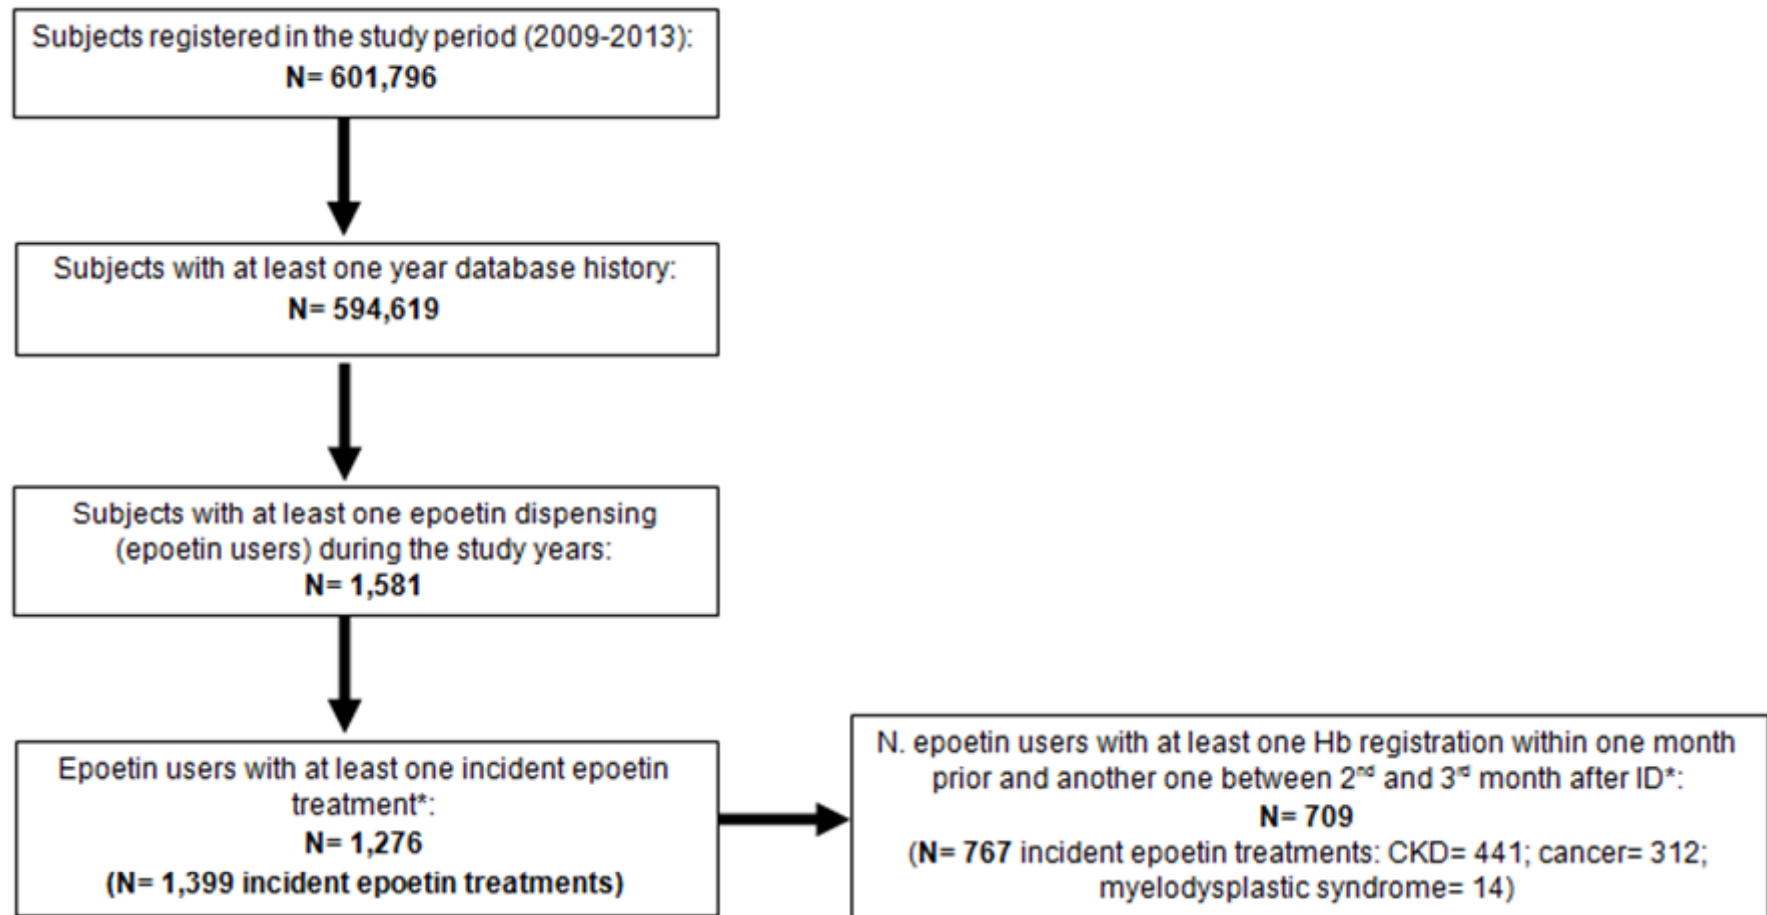 Subjects registered in the study period (2009-2013):
N= 601,796
Subjects with at least one year database history:
N= 594,619
Subjects with at least one epoetin dispensing
(epoetin users) during the study years:
N= 1,581
Epoetin users with at least one incident epoetin
treatment*:
N= 1,276
(N= 1,399 incident epoetin treatments)
N. epoetin users with at least one Hb registration within one month
prior and another one between 2nd and 3rd month after ID*:
N= 709
(N= 767 incident epoetin treatments: CKD= 441; cancer= 312;
myelodysplastic syndrome= 14)